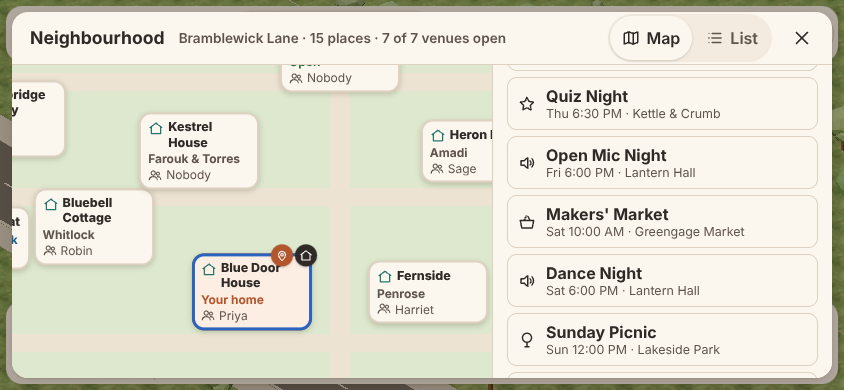 Neighbourhood
Bramblewick Lane · 15 places · 7 of 7 venues open
Map
List
Nobody
Kestrel
House
Farouk & Torres
Nobody
Heron
Amadi
Sage
Bluebell
Cottage
Whitlock
Robin
Blue Door
House
Your home
Priya
Fernside
Penrose
Harriet
Quiz Night
Thu 6:30 PM · Kettle & Crumb
Open Mic Night
Fri 6:00 PM · Lantern Hall
Makers' Market
Sat 10:00 AM · Greengage Market
Dance Night
Sat 6:00 PM · Lantern Hall
Sunday Picnic
Sun 12:00 PM · Lakeside Park